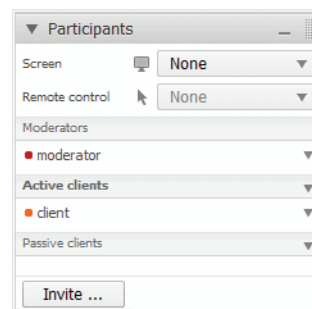 Participants
Screen None
Remote control None
Moderators
moderator
Active clients
client
Passive clients
Invite ...